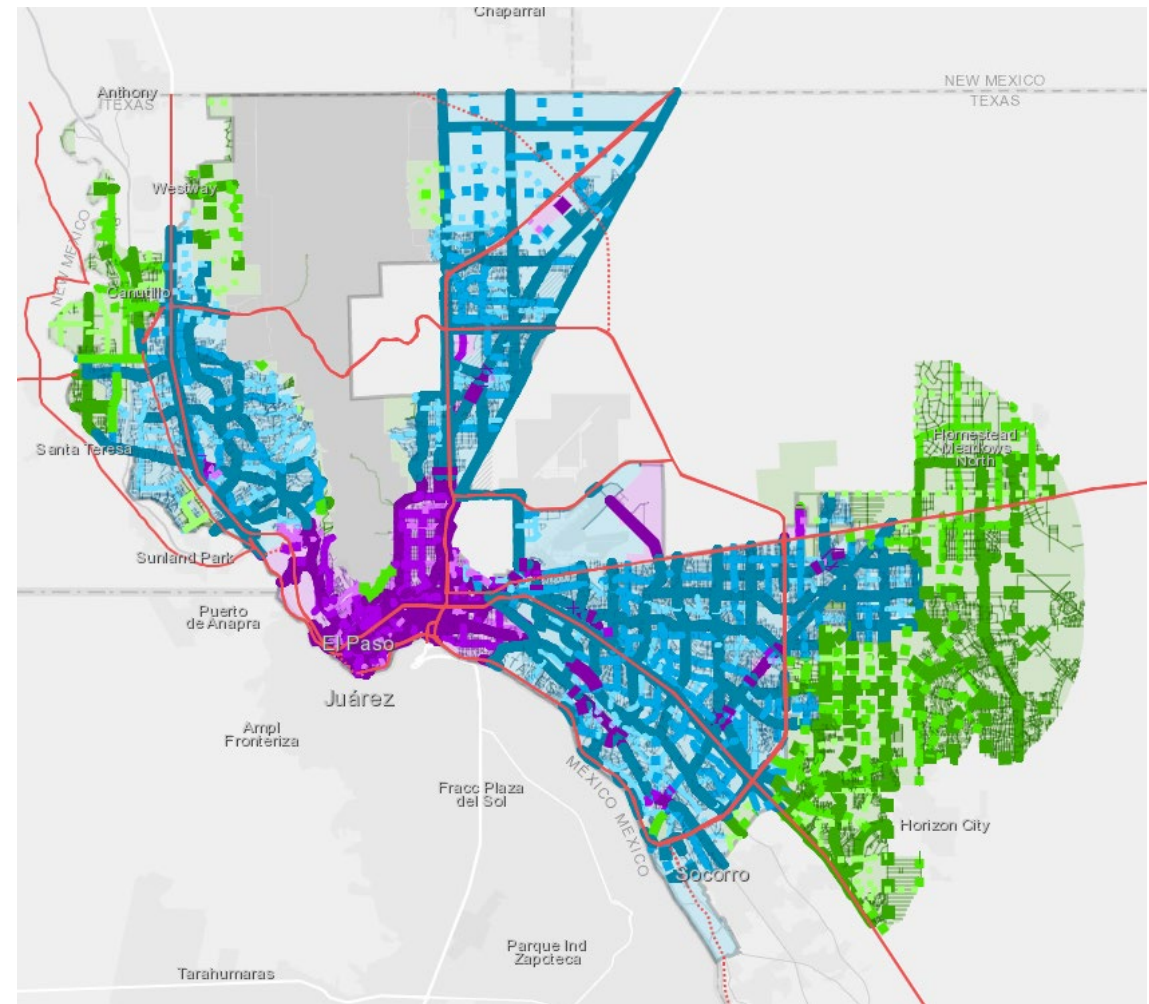 Chaparral
NEW MEXICO
TEXAS
Anthony
TEXAS
Westway
NEW MEXICO
Canutillo
Homestead
Meadows
North
Santa Teresa
Sunland Park
Puerto
de Anapra
El Paso
Juárez
Ampl
Fronteriza
Fracc Plaza
del Sol
MÉXICO MEXICO
Horizon City
Socorro
Parque Ind
Zapoteca
Tarahumaras